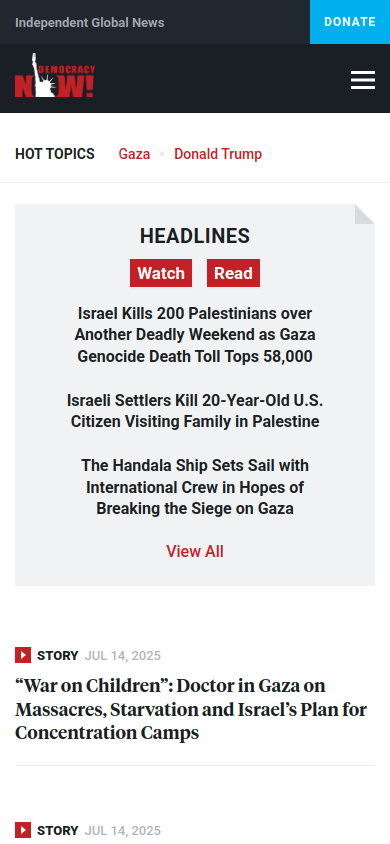 Independent Global News
DONATE
DEMOCRACY
NOW!
HOT TOPICS
Gaza
Donald Trump
HEADLINES
Watch
Read
Israel Kills 200 Palestinians over
Another Deadly Weekend as Gaza
Genocide Death Toll Tops 58,000
Israeli Settlers Kill 20-Year-Old U.S.
Citizen Visiting Family in Palestine
The Handala Ship Sets Sail with
International Crew in Hopes of
Breaking the Siege on Gaza
View All
STORY JUL 14, 2025
“War on Children”: Doctor in Gaza on
Massacres, Starvation and Israel’s Plan for
Concentration Camps
STORY JUL 14, 2025